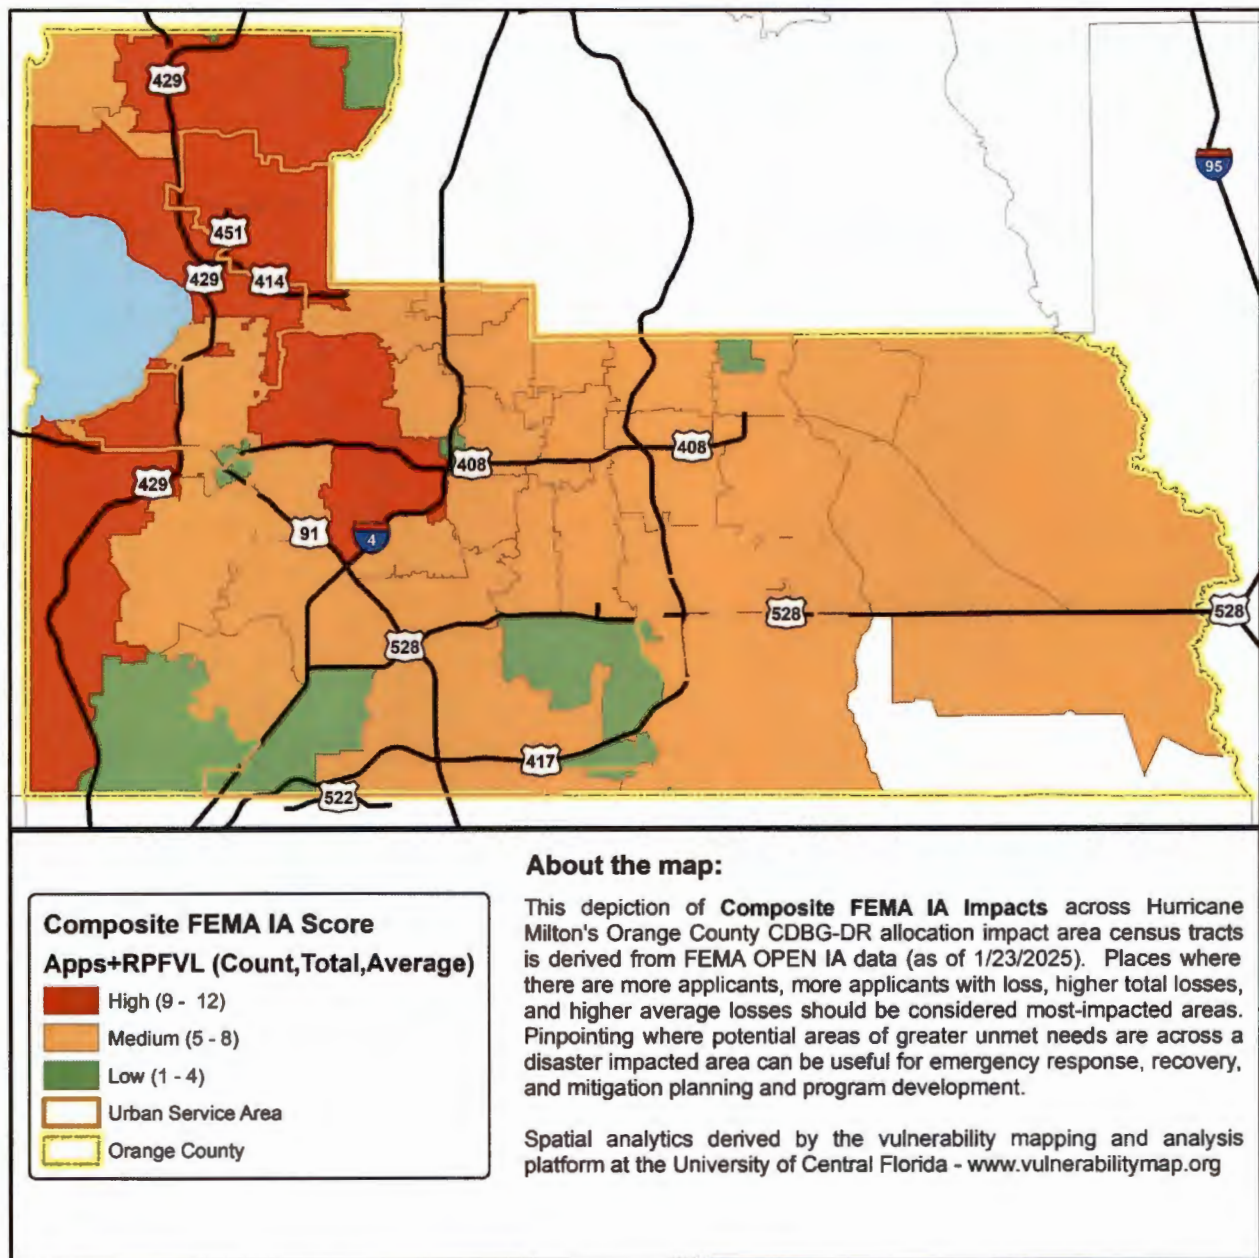 429
95
451
429
414
408
408
429
91
4
528
528
528
417
522
About the map:
This depiction of Composite FEMA IA Impacts across Hurricane
Milton's Orange County CDBG-DR allocation impact area census tracts
is derived from FEMA OPEN IA data (as of 1/23/2025). Places where
there are more applicants, more applicants with loss, higher total losses,
and higher average losses should be considered most-impacted areas.
Pinpointing where potential areas of greater unmet needs are across a
disaster impacted area can be useful for emergency response, recovery,
and mitigation planning and program development.
Spatial analytics derived by the vulnerability mapping and analysis
platform at the University of Central Florida - www.vulnerabilitymap.org
Composite FEMA IA Score
Apps+RPFVL (Count,Total,Average)
High (9 - 12)
Medium (5 - 8)
Low (1 - 4)
Urban Service Area
Orange County